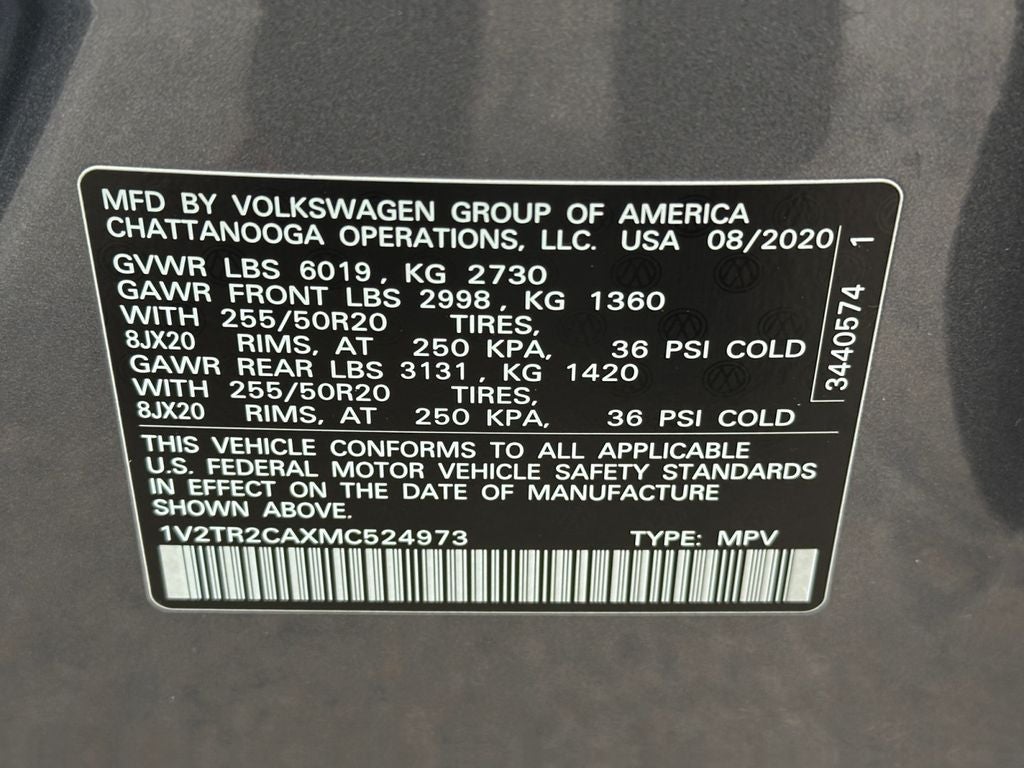 MFD BY VOLKSWAGEN GROUP OF AMERICA
CHATTANOOGA OPERATIONS, LLC. USA 08/2020
GVWR LBS 6019, KG 2730
GAWR FRONT LBS 2998, KG 1360
WITH 255/50R20 TIRES,
8JX20 RIMS, AT 250 KPA, 36 PSI COLD
GAWR REAR LBS 3131, KG 1420
WITH 255/50R20 TIRES,
8JX20 RIMS, AT 250 KPA, 36 PSI COLD
3440574 1
THIS VEHICLE CONFORMS TO ALL APPLICABLE
U.S. FEDERAL MOTOR VEHICLE SAFETY STANDARDS
IN EFFECT ON THE DATE OF MANUFACTURE
SHOWN ABOVE.
1V2TR2CAXMC524973 TYPE: MPV